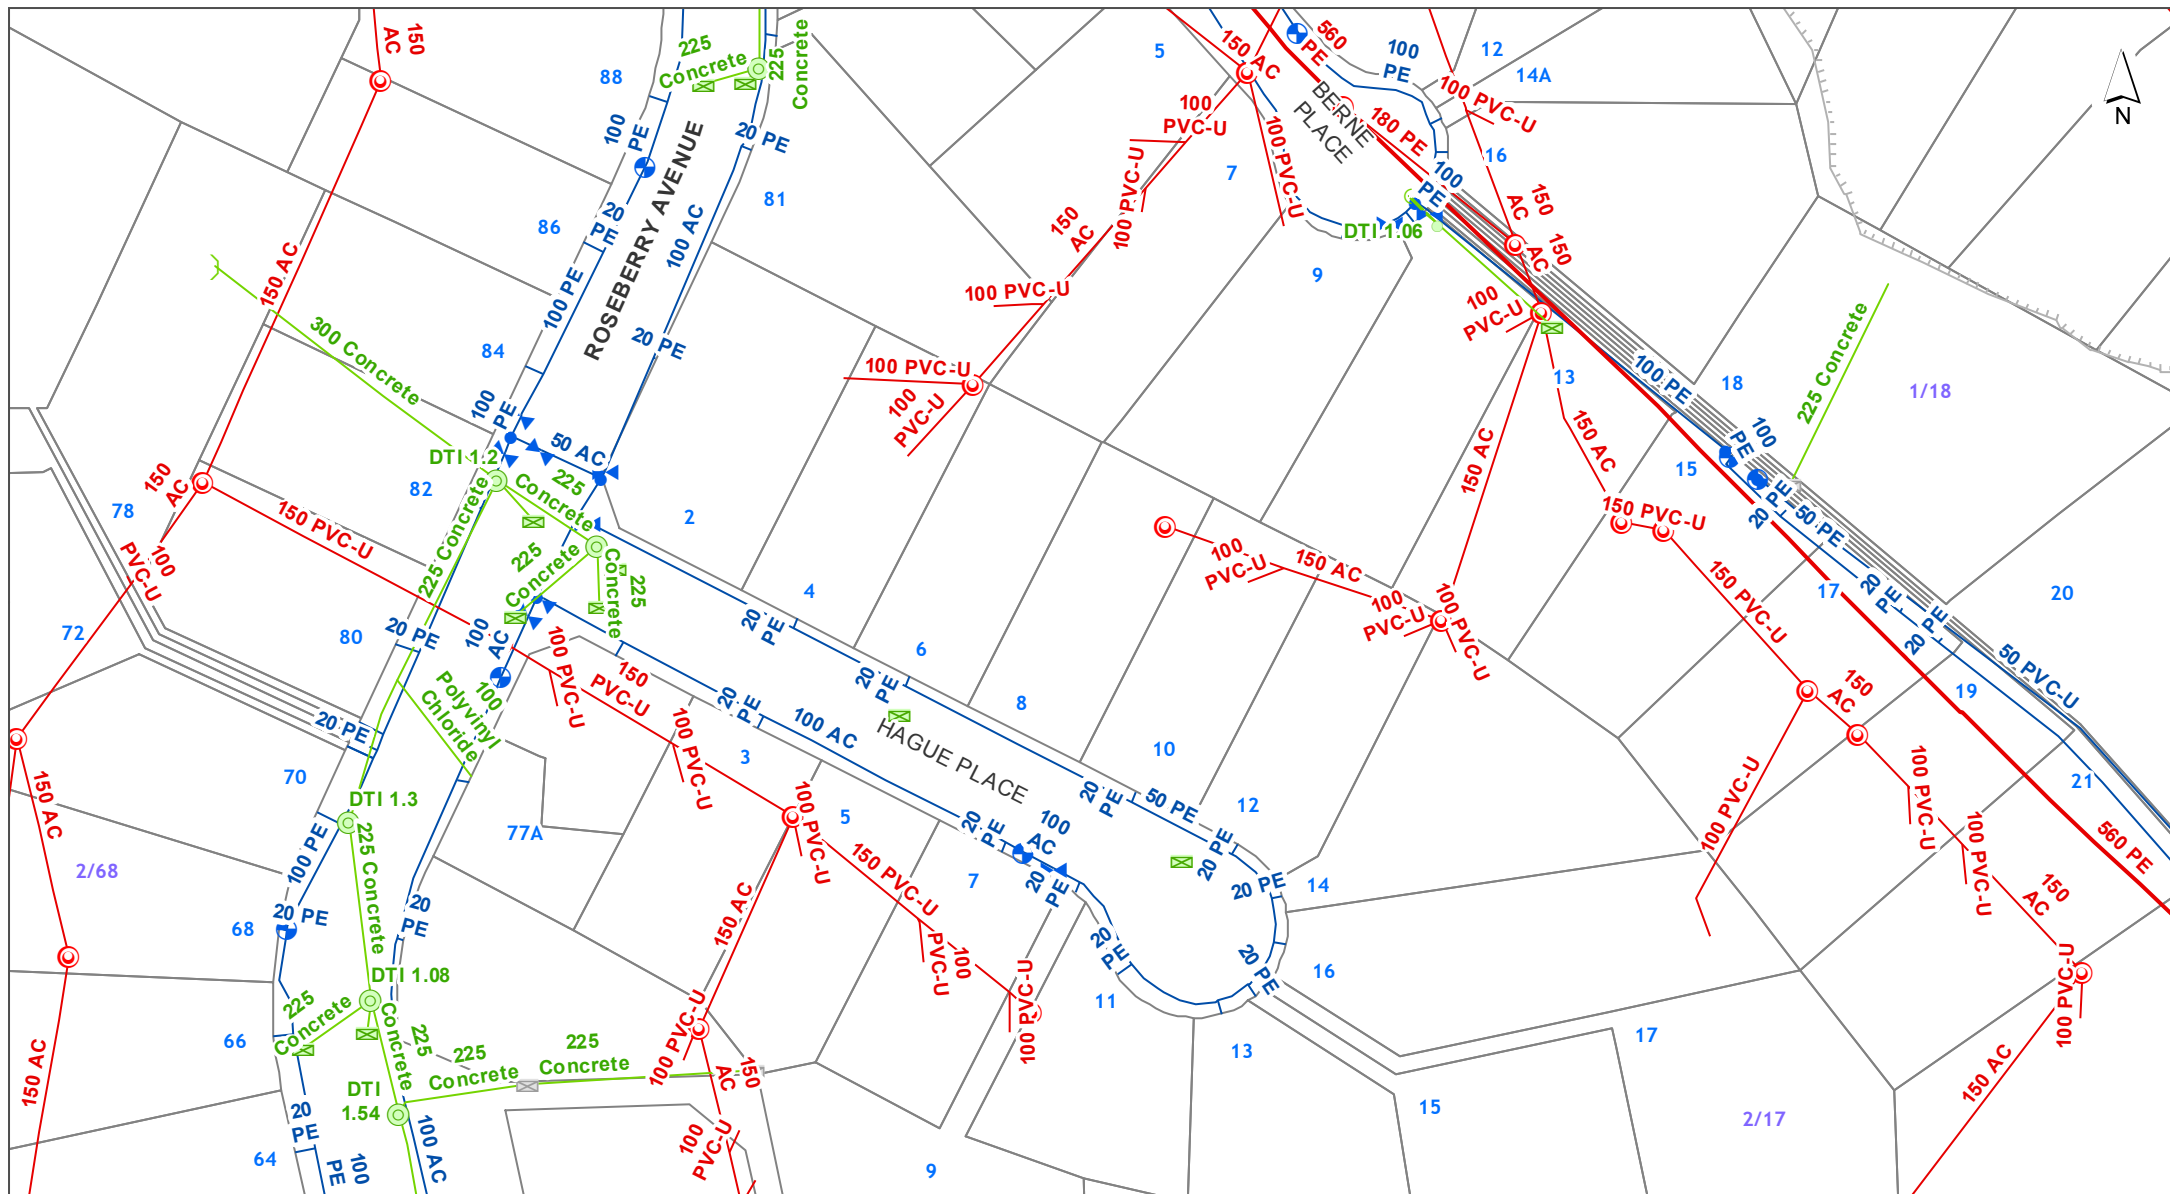 150
AC
88
225
Concrete
225
Concrete
5
150 AC
560
PE
100
PE
12
14A
N
100
PE
20 PE
ROSEBERRY AVENUE
81
86
20
PE
100 AC
100 PE
20 PE
84
100
PVC-U
100 PVC-U
7
100 PVC-U
BERNE
PLACE
180 PE
100 PVC-U
16
100
PE
150
AC
150
AC
DTI 1.06
9
150
AC
100 PVC-U
150 AC
300 Concrete
100 PVC-U
100
PVC-U
100
PVC-U
13
100 PE
18
1/18
225 Concrete
100
PE
50 AC
DTI 1.2
82
225
Concrete
2
150
AC
78
100
PVC-U
150 PVC-U
225 Concrete
225
Concrete
225
Concrete
150 AC
150 AC
15
100
PE
20 PE
50 PE
150 PVC-U
100
PVC-U
150 AC
100
PVC-U
100 PVC-U
150 PVC-U
17
20 PE
20 PE
20
19
50 PVC-U
21
72
80
20 PE
100
AC
100 PVC-U
150
PVC-U
4
20
PE
6
20
PE
8
10
12
20 PE
100
Polyvinyl
Chloride
20
PE
100 AC
HAGUE PLACE
100 PVC-U
3
5
20
PE
50 PE
20 PE
70
DTI 1.3
150 AC
2/68
100 PE
225 Concrete
77A
100 PVC-U
150 PVC-U
20
PE
100
AC
20
PE
7
20 PE
14
150
AC
100 PVC-U
100 PVC-U
100 PVC-U
150
AC
560 PE
68
20 PE
20
PE
150 AC
100
PVC-U
20
PE
11
20 PE
16
DTI 1.08
225
Concrete
66
225
Concrete
225
Concrete
225
Concrete
100 PVC-U
100 PVC-U
13
17
100 PVC-U
150 AC
150 AC
DTI
1.54
150
AC
15
2/17
20
PE
100
PE
100 AC
100
PVC-U
64
9